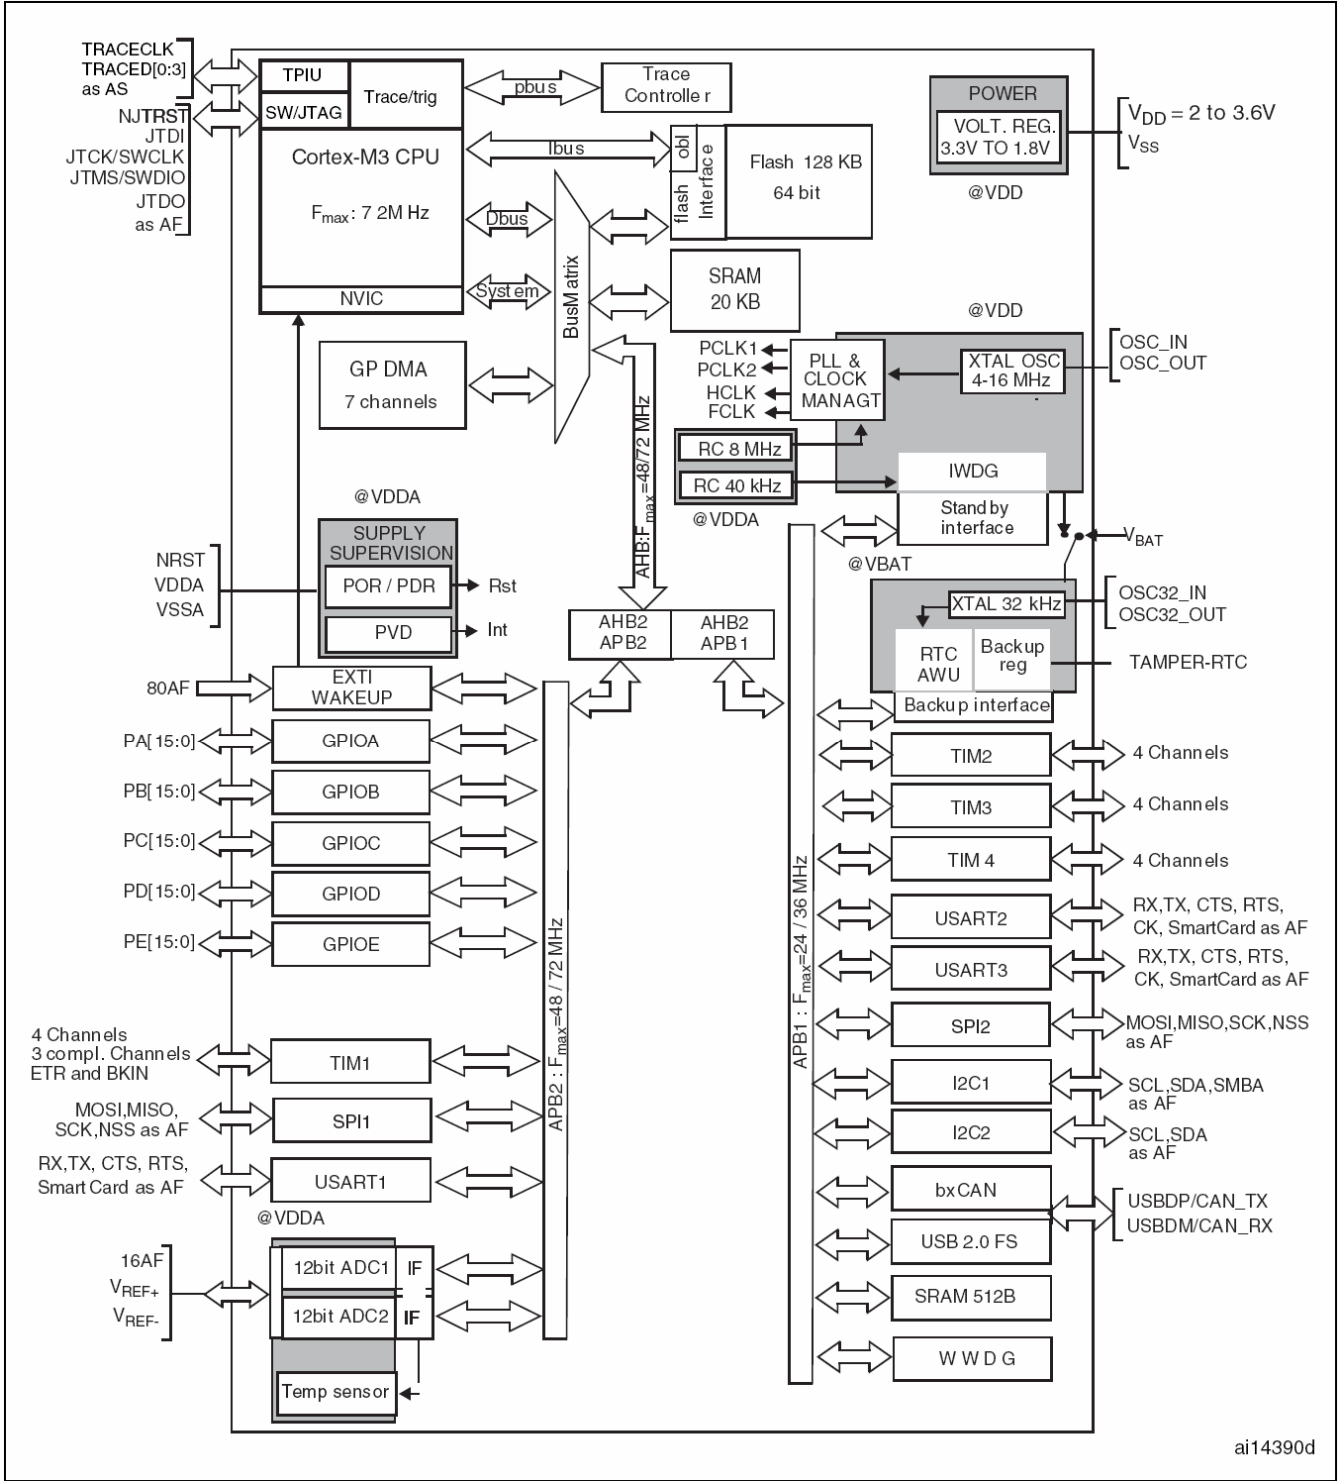 TRACECLK
TRACED[0:3]
as AS
NJTRST
JTDI
JTCK/SWCLK
JTMS/SWDIO
JTDO
as AF
TPIU
SW/JTAG
Trace/trig
Cortex-M3 CPU
Fmax: 7 2M Hz
NVIC
pbus
Trace
Controller
Ibus
Dbus
System
BusMatrix
obl
flash
Interface
Flash 128 KB
64 bit
SRAM
20 KB
POWER
VOLT. REG.
3.3V TO 1.8V
@VDD
VDD = 2 to 3.6V
VSS
GP DMA
7 channels
AHB:Fmax=48/72 MHz
@VDD
PCLK1
PCLK2
HCLK
FCLK
PLL &
CLOCK
MANAGT
XTAL OSC
4-16 MHz
OSC_IN
OSC_OUT
RC 8 MHz
RC 40 kHz
@VDDA
IWDG
Standby
interface
VBAT
@VBAT
@VDDA
SUPPLY
SUPERVISION
POR / PDR
Rst
PVD
Int
NRST
VDDA
VSSA
AHB2
APB2
AHB2
APB1
XTAL 32 kHz
OSC32_IN
OSC32_OUT
RTC
AWU
Backup
reg
TAMPER-RTC
Backup interface
80AF
EXTI
WAKEUP
PA[15:0]
GPIOA
PB[15:0]
GPIOB
PC[15:0]
GPIOC
PD[15:0]
GPIOD
PE[15:0]
GPIOE
4 Channels
3 compl. Channels
ETR and BKIN
TIM1
MOSI,MISO,
SCK,NSS as AF
SPI1
RX,TX, CTS, RTS,
SmartCard as AF
USART1
@VDDA
16AF
VREF+
VREF-
12bit ADC1
IF
12bit ADC2
IF
Temp sensor
APB2 : Fmax=48 / 72 MHz
APB1 : Fmax=24 / 36 MHz
TIM2
4 Channels
TIM3
4 Channels
TIM 4
4 Channels
USART2
RX,TX, CTS, RTS,
CK, SmartCard as AF
USART3
RX,TX, CTS, RTS,
CK, SmartCard as AF
SPI2
MOSI,MISO,SCK,NSS
as AF
I2C1
SCL,SDA,SMBA
as AF
I2C2
SCL,SDA
as AF
bxCAN
USBDP/CAN_TX
USBDM/CAN_RX
USB 2.0 FS
SRAM 512B
W W D G
ai14390d